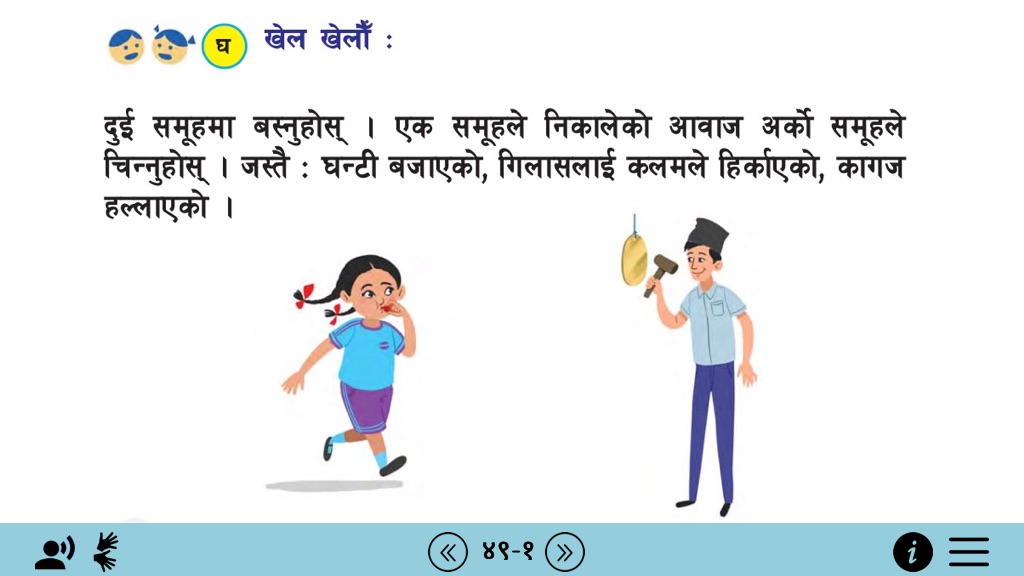 घ खेल खेलौँ :
दुई समूहमा बस्नुहोस् । एक समूहले निकालेको आवाज अर्को समूहले
चिन्नुहोस् । जस्तै : घन्टी बजाएको, गिलासलाई कलमले हिर्काएको, कागज
हल्लाएको ।
४९-१